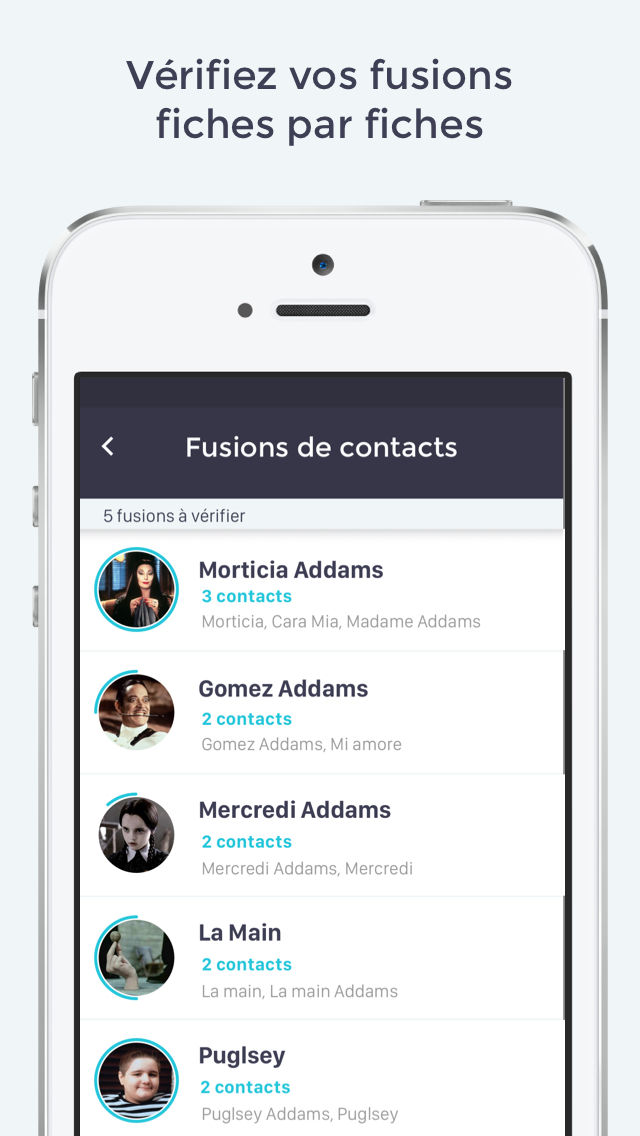 Vérifiez vos fusions
fiches par fiches
Fusions de contacts
5 fusions à vérifier
Morticia Addams
3 contacts
Morticia, Cara Mia, Madame Addams
Gomez Addams
2 contacts
Gomez Addams, Mi amore
Mercredi Addams
2 contacts
Mercredi Addams, Mercredi
La Main
2 contacts
La main, La main Addams
Puglsey
2 contacts
Puglsey Addams, Puglsey